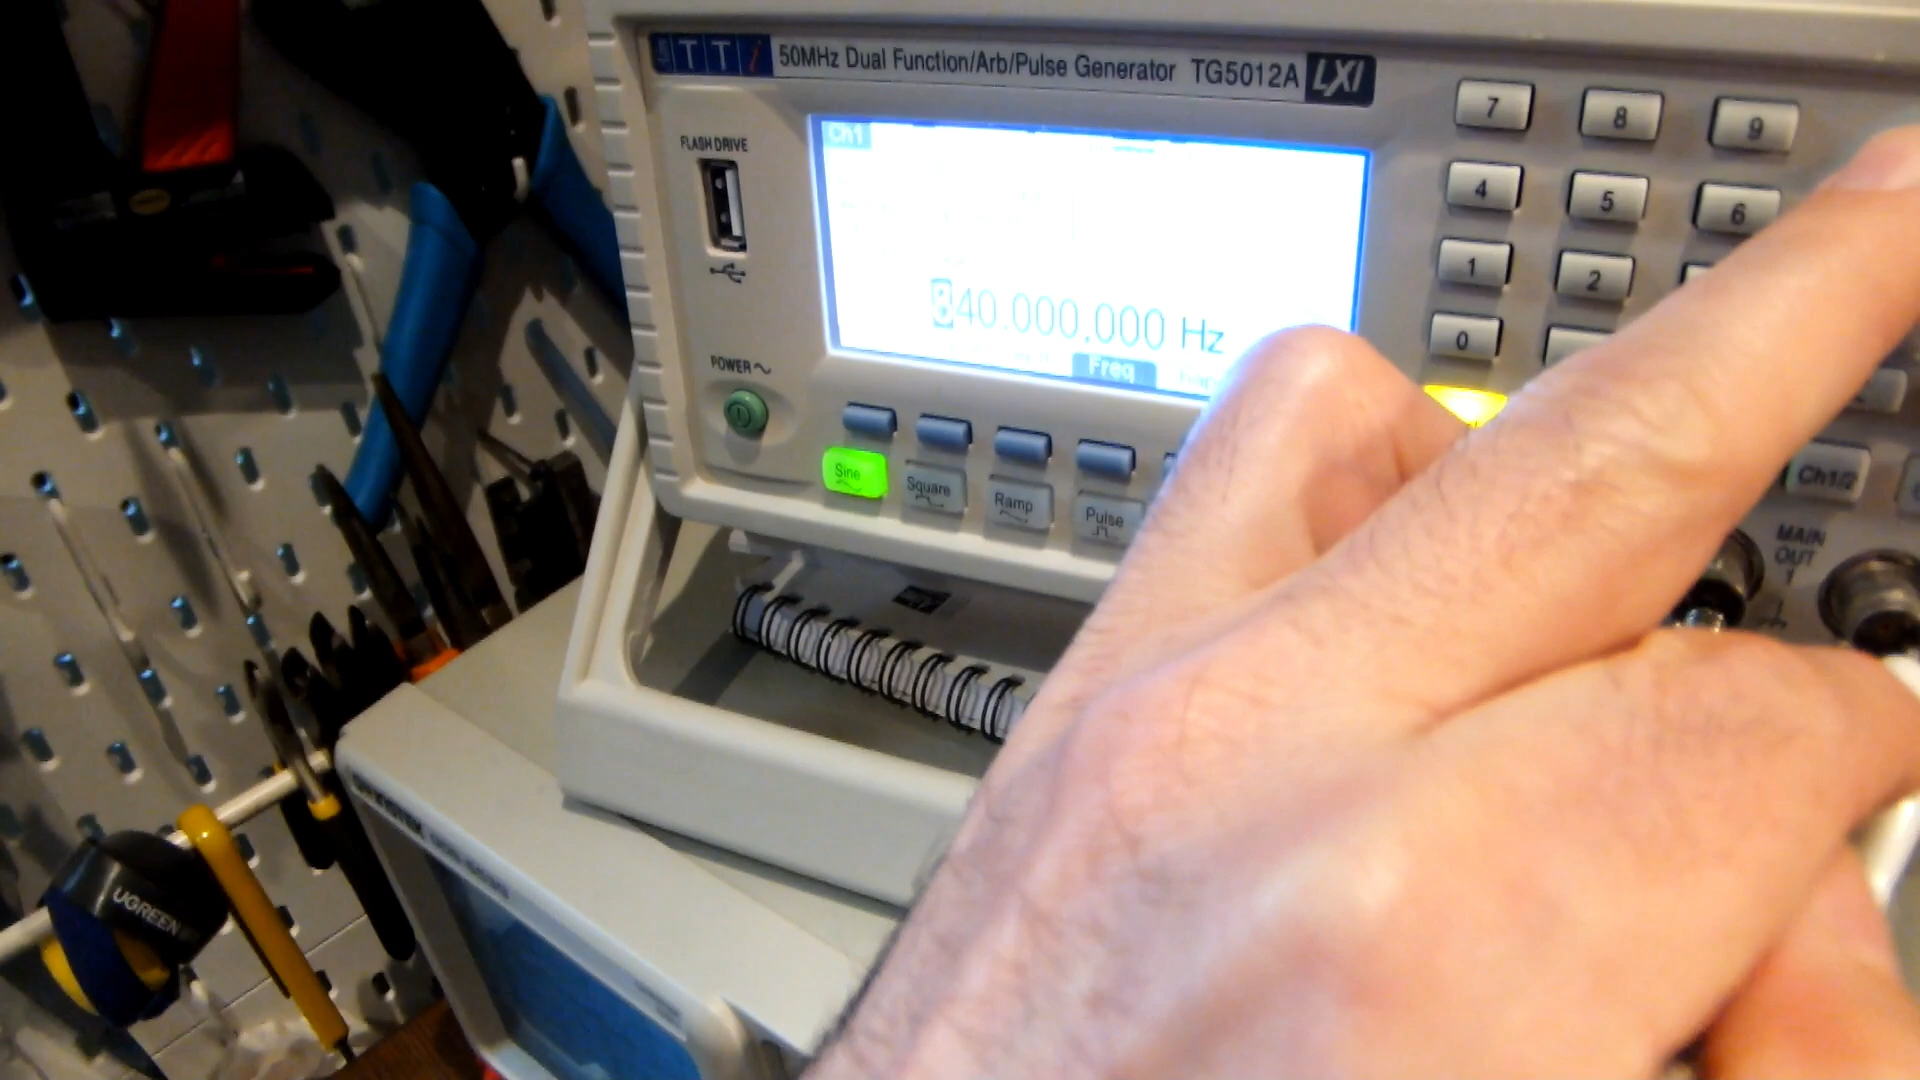 TTi 50MHz Dual Function/Arb/Pulse Generator TG5012A LXI
FLASH DRIVE
Ch1
40.000,000 Hz
Freq
POWER
Sine
Square
Ramp
Pulse
7 8 9
4 5 6
1 2
0
Ch1/2
MAIN
OUT
1
UGREEN